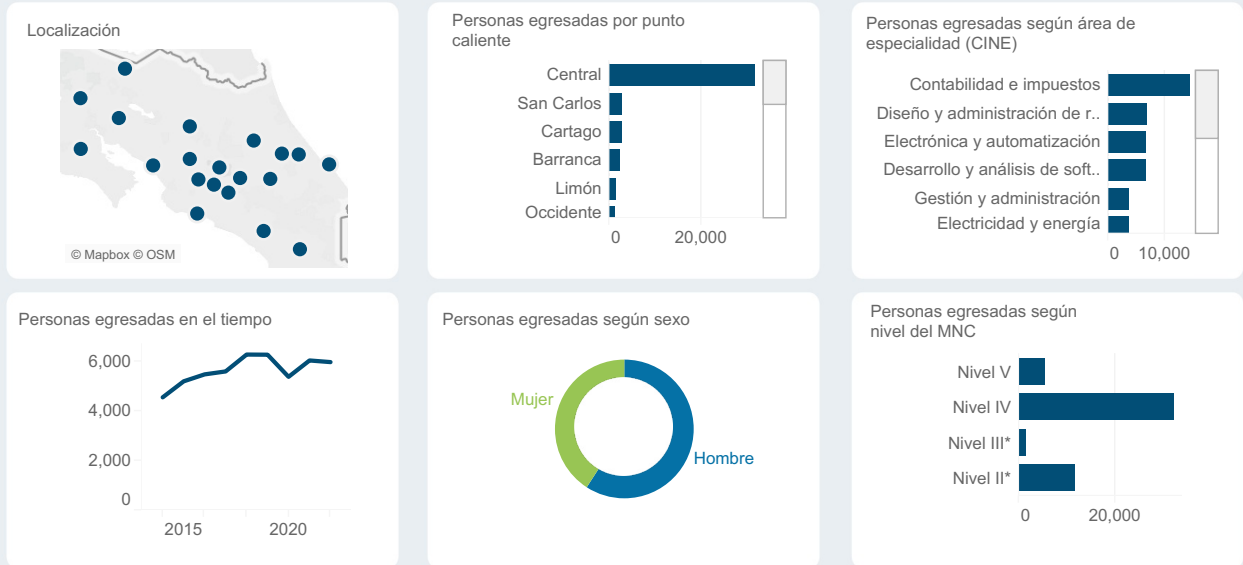 Localización
© Mapbox © OSM
Personas egresadas por punto
caliente
Central
San Carlos
Cartago
Barranca
Limón
Occidente
0 20,000
Personas egresadas según área de
especialidad (CINE)
Contabilidad e impuestos
Diseño y administración de r..
Electrónica y automatización
Desarrollo y análisis de soft..
Gestión y administración
Electricidad y energía
0 10,000
Personas egresadas en el tiempo
6,000
4,000
2,000
0
2015 2020
Personas egresadas según sexo
Mujer
Hombre
Personas egresadas según
nivel del MNC
Nivel V
Nivel IV
Nivel III*
Nivel II*
0 20,000